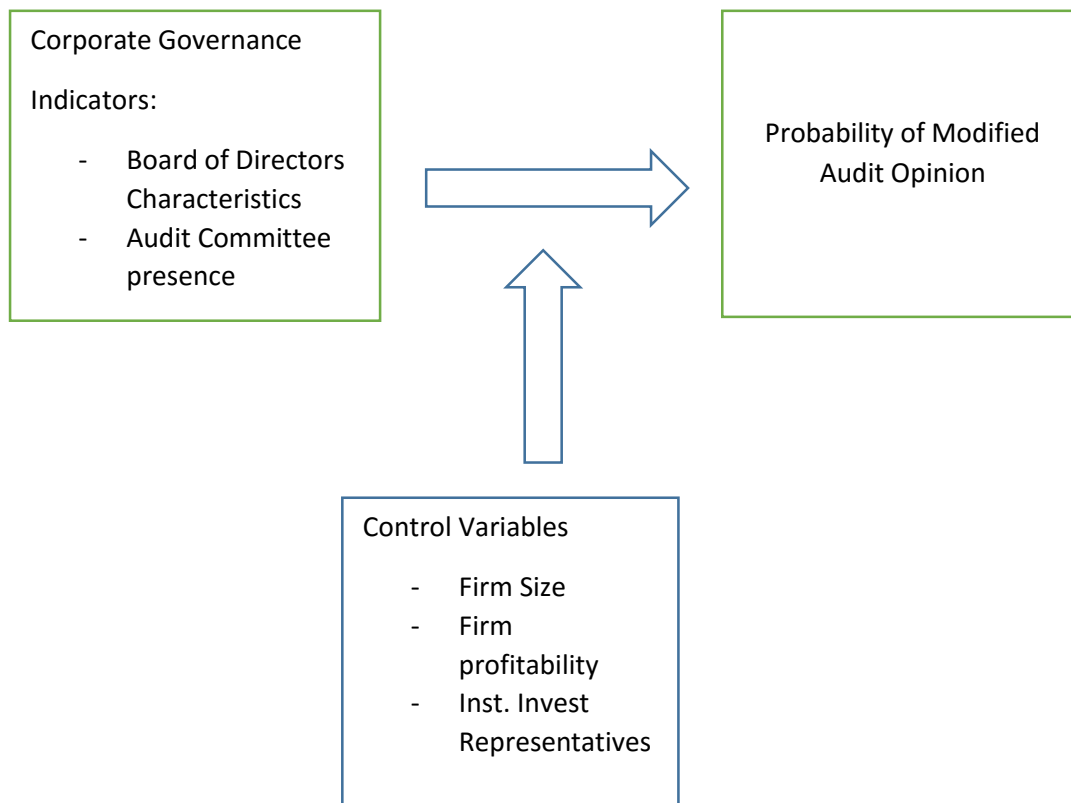 Corporate Governance
Indicators:
- Board of Directors
Characteristics
- Audit Committee
presence
Probability of Modified
Audit Opinion
Control Variables
- Firm Size
- Firm
profitability
- Inst. Invest
Representatives